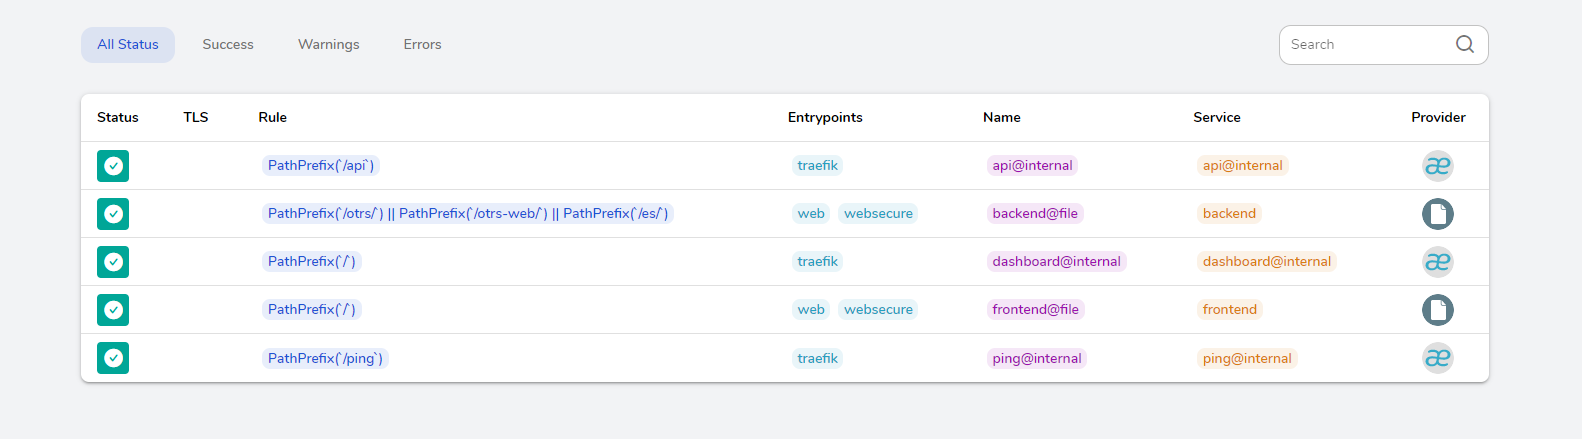 All Status Success Warnings Errors Search
Status TLS Rule Entrypoints Name Service Provider
PathPrefix(`/api`) traefik api@internal api@internal
PathPrefix(`/otrs/`) || PathPrefix(`/otrs-web/`) || PathPrefix(`/es/`) web websecure backend@file backend
PathPrefix(`/`) traefik dashboard@internal dashboard@internal
PathPrefix(`/`) web websecure frontend@file frontend
PathPrefix(`/ping`) traefik ping@internal ping@internal